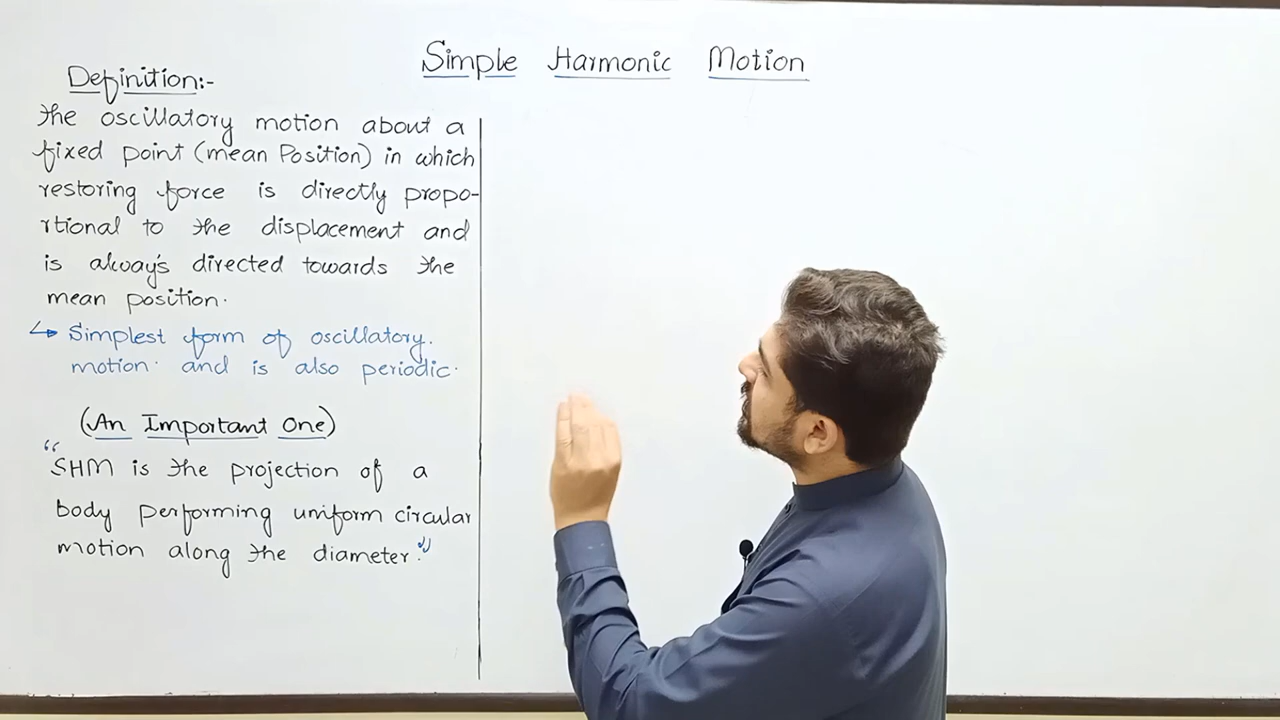 Simple Harmonic Motion
Definition:-
The oscillatory motion about a
fixed point (mean Position) in which
restoring force is directly propo-
rtional to the displacement and
is alway's directed towards the
mean position.
↳ Simplest form of oscillatory.
motion. and is also periodic.
(An Important One)
“SHM is the projection of a
body performing uniform circular
motion along the diameter.”